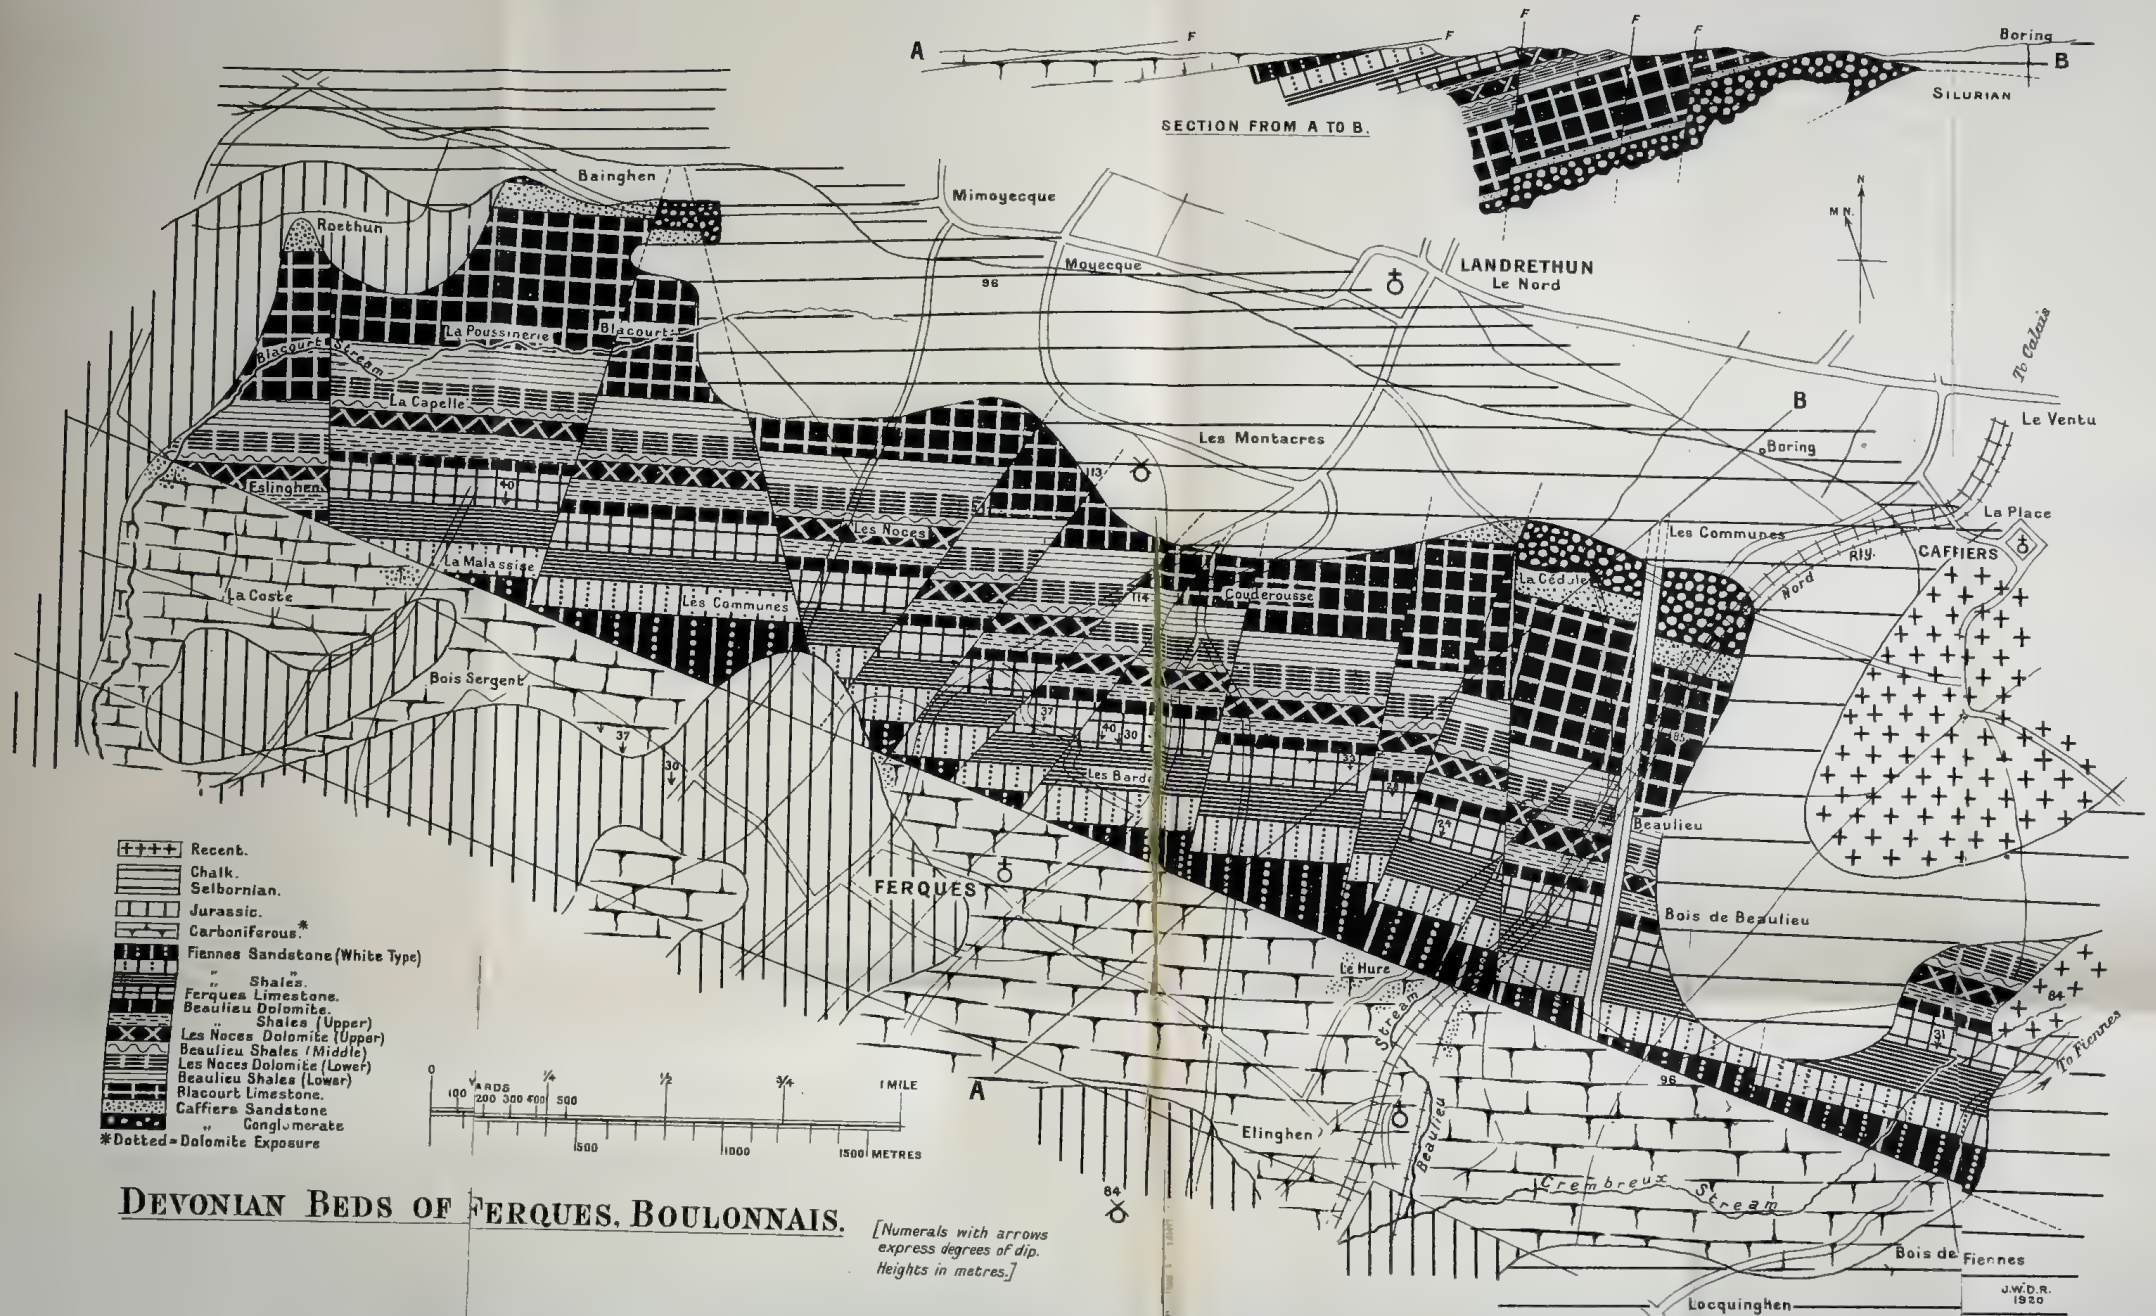 A
F
F
F
F
F
Boring
B
SILURIAN
SECTION FROM A TO B.
N
M N.
Bainghen
Mimoyecque
Roethun
Moyecque
LANDRETHUN
Le Nord
96
To Calais
La Poussinerie
Blacourt
Blacourt Stream
La Capelle
B
Le Ventu
Les Montacres
Boring
113
Eslinghen
40
La Place
Les Noces
Les Communes
CAFFIERS
Nord Rly.
La Malassise
La Cédule
La Coste
Les Communes
114
Couderousse
Bois Sergent
37
40
30
37
30
Les Barde
33
24
85
Beaulieu
FERQUES
Bois de Beaulieu
Le Hure
84
31
Stream
To Fiennes
Recent.
Chalk.
Selbornian.
Jurassic.
Carboniferous.*
Fiennes Sandstone (White Type)
„ „
„ Shales.
Ferques Limestone.
Beaulieu Dolomite.
„ Shales (Upper)
Les Noces Dolomite (Upper)
Beaulieu Shales (Middle)
Les Noces Dolomite (Lower)
Beaulieu Shales (Lower)
Blacourt Limestone.
Caffiers Sandstone
„ Conglomerate
*Dotted=Dolomite Exposure
0 1/4 1/2 3/4 1 MILE
YARDS
100 200 300 400 500
500 1000 1500 METRES
A
96
Elinghen
Beaulieu
Crembreux Stream
84
DEVONIAN BEDS OF FERQUES, BOULONNAIS.
[Numerals with arrows
express degrees of dip.
Heights in metres.]
Bois de Fiennes
J.W.D.R.
1920
Locquinghen